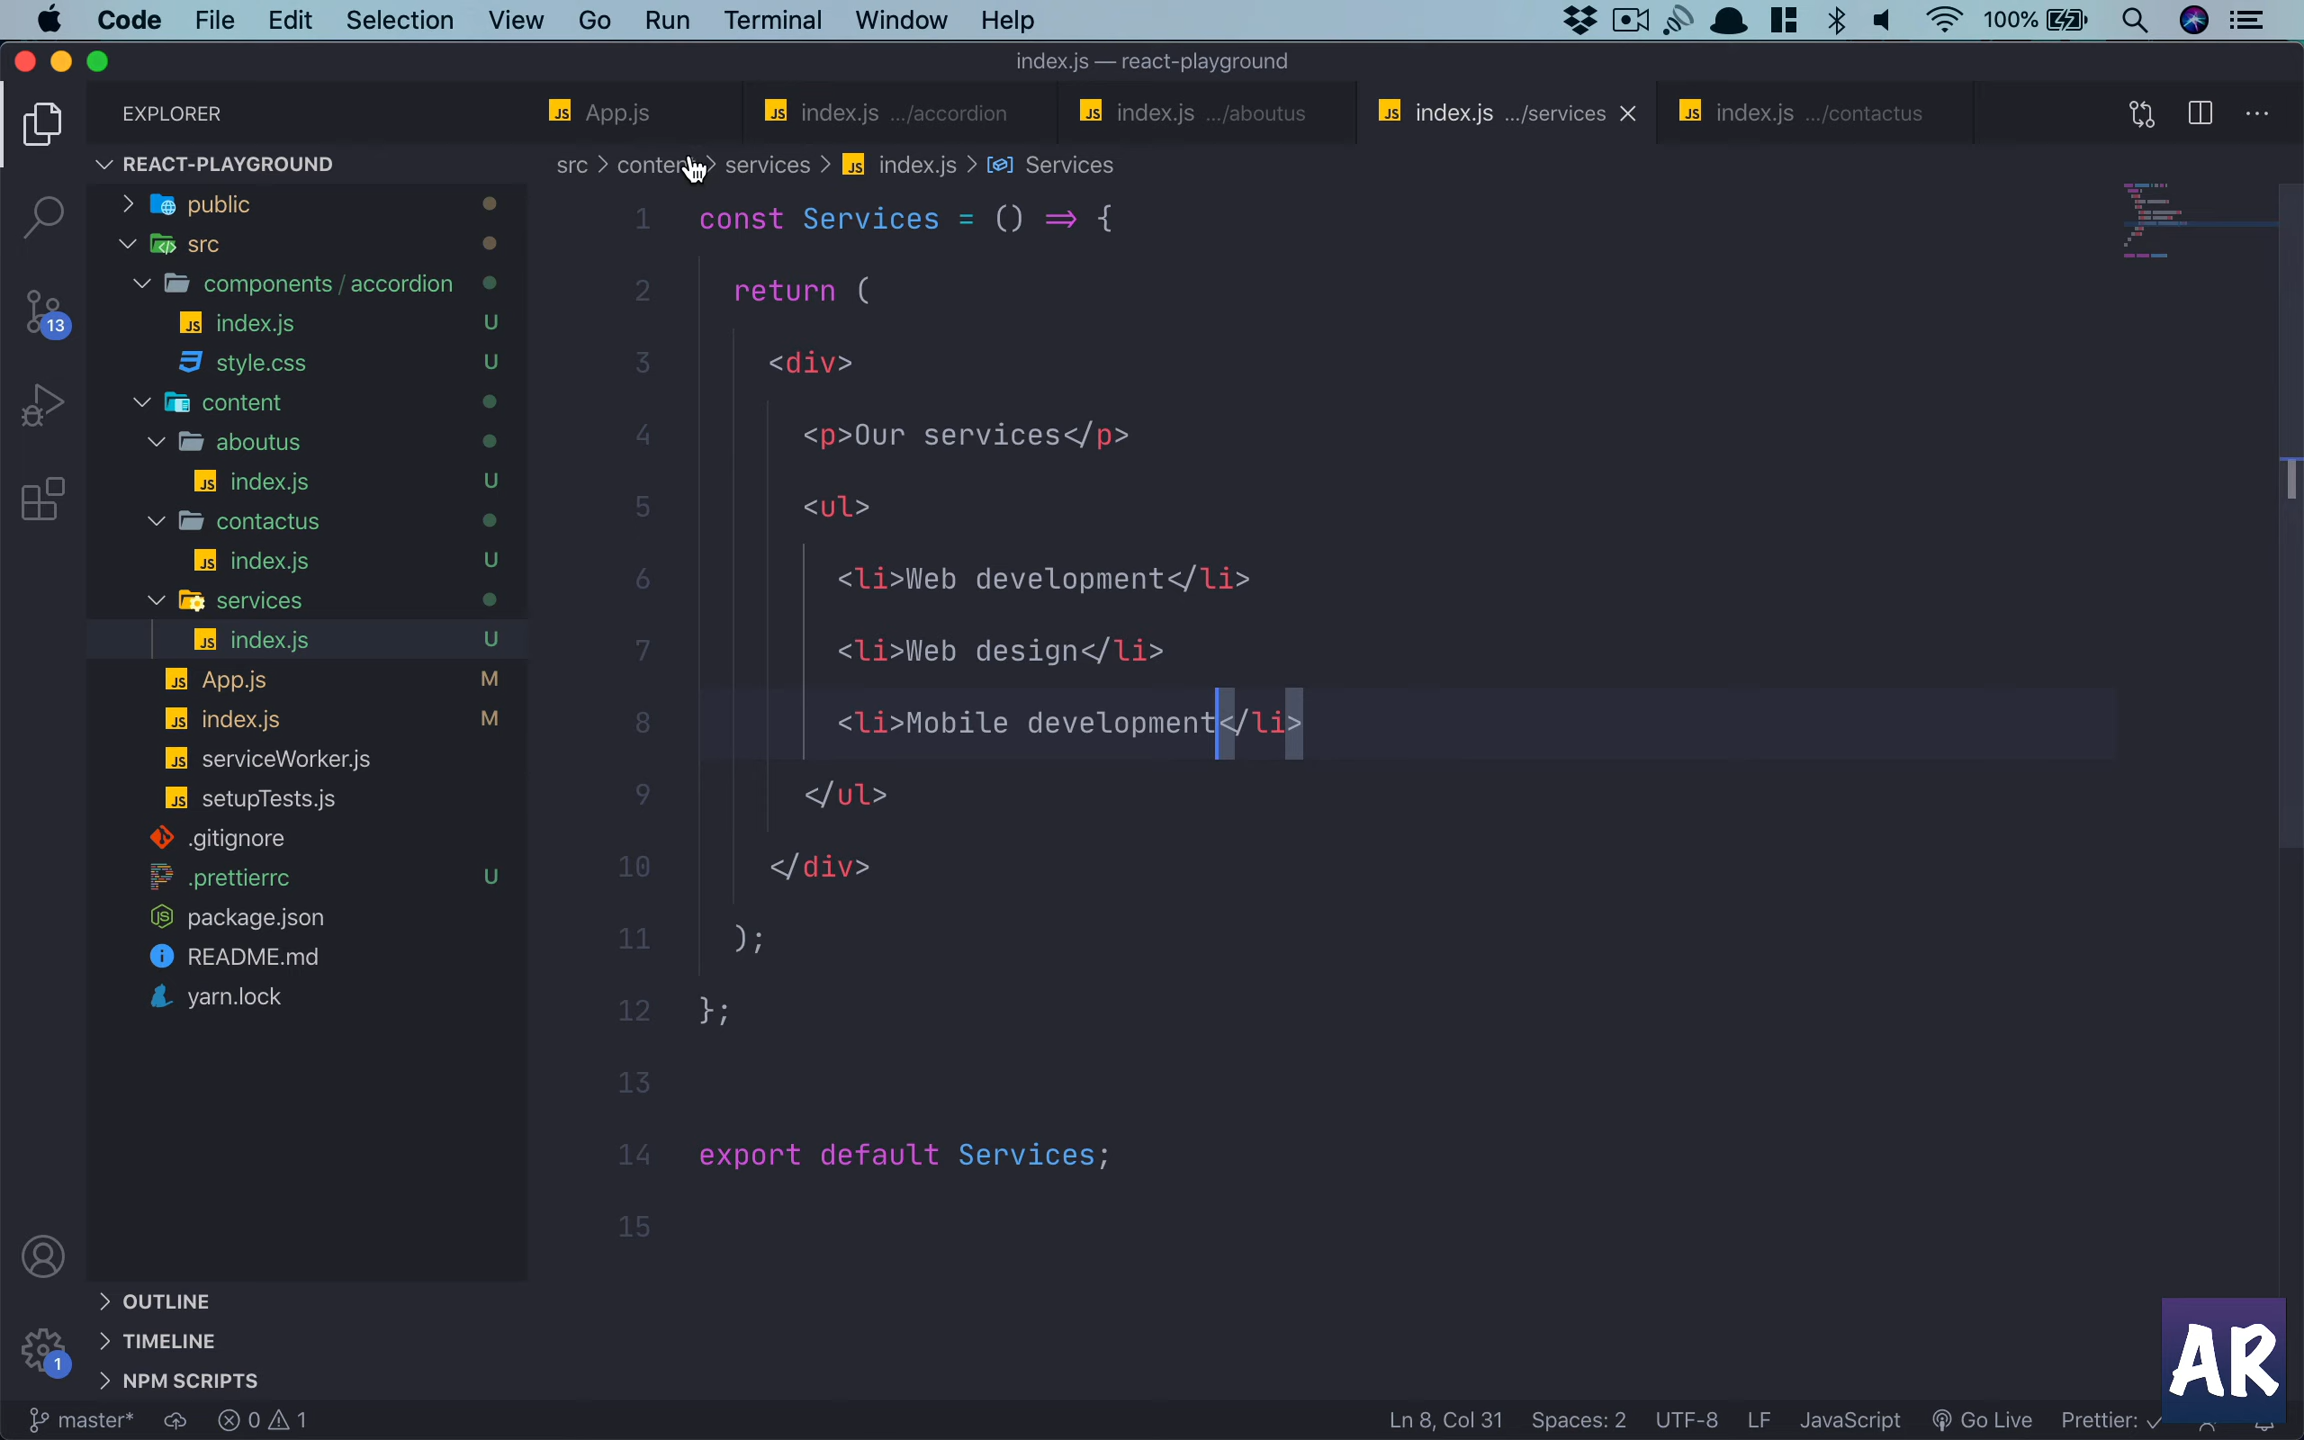 Code File Edit Selection View Go Run Terminal Window Help 100%
index.js — react-playground
EXPLORER
App.js
index.js .../accordion
index.js .../aboutus
index.js .../services
index.js .../contactus
REACT-PLAYGROUND
src > content > services > JS index.js > Services
public
src
components / accordion
JS index.js U
style.css U
content
aboutus
JS index.js U
contactus
JS index.js U
services
JS index.js U
JS App.js M
JS index.js M
JS serviceWorker.js
JS setupTests.js
.gitignore
.prettierrc U
package.json
README.md
yarn.lock
13
1 const Services = () => {
2 return (
3 <div>
4 <p>Our services</p>
5 <ul>
6 <li>Web development</li>
7 <li>Web design</li>
8 <li>Mobile development</li>
9 </ul>
10 </div>
11 );
12 };
13
14 export default Services;
15
OUTLINE
TIMELINE
NPM SCRIPTS
1
AR
master* 0 1 Ln 8, Col 31 Spaces: 2 UTF-8 LF JavaScript Go Live Prettier: ✓